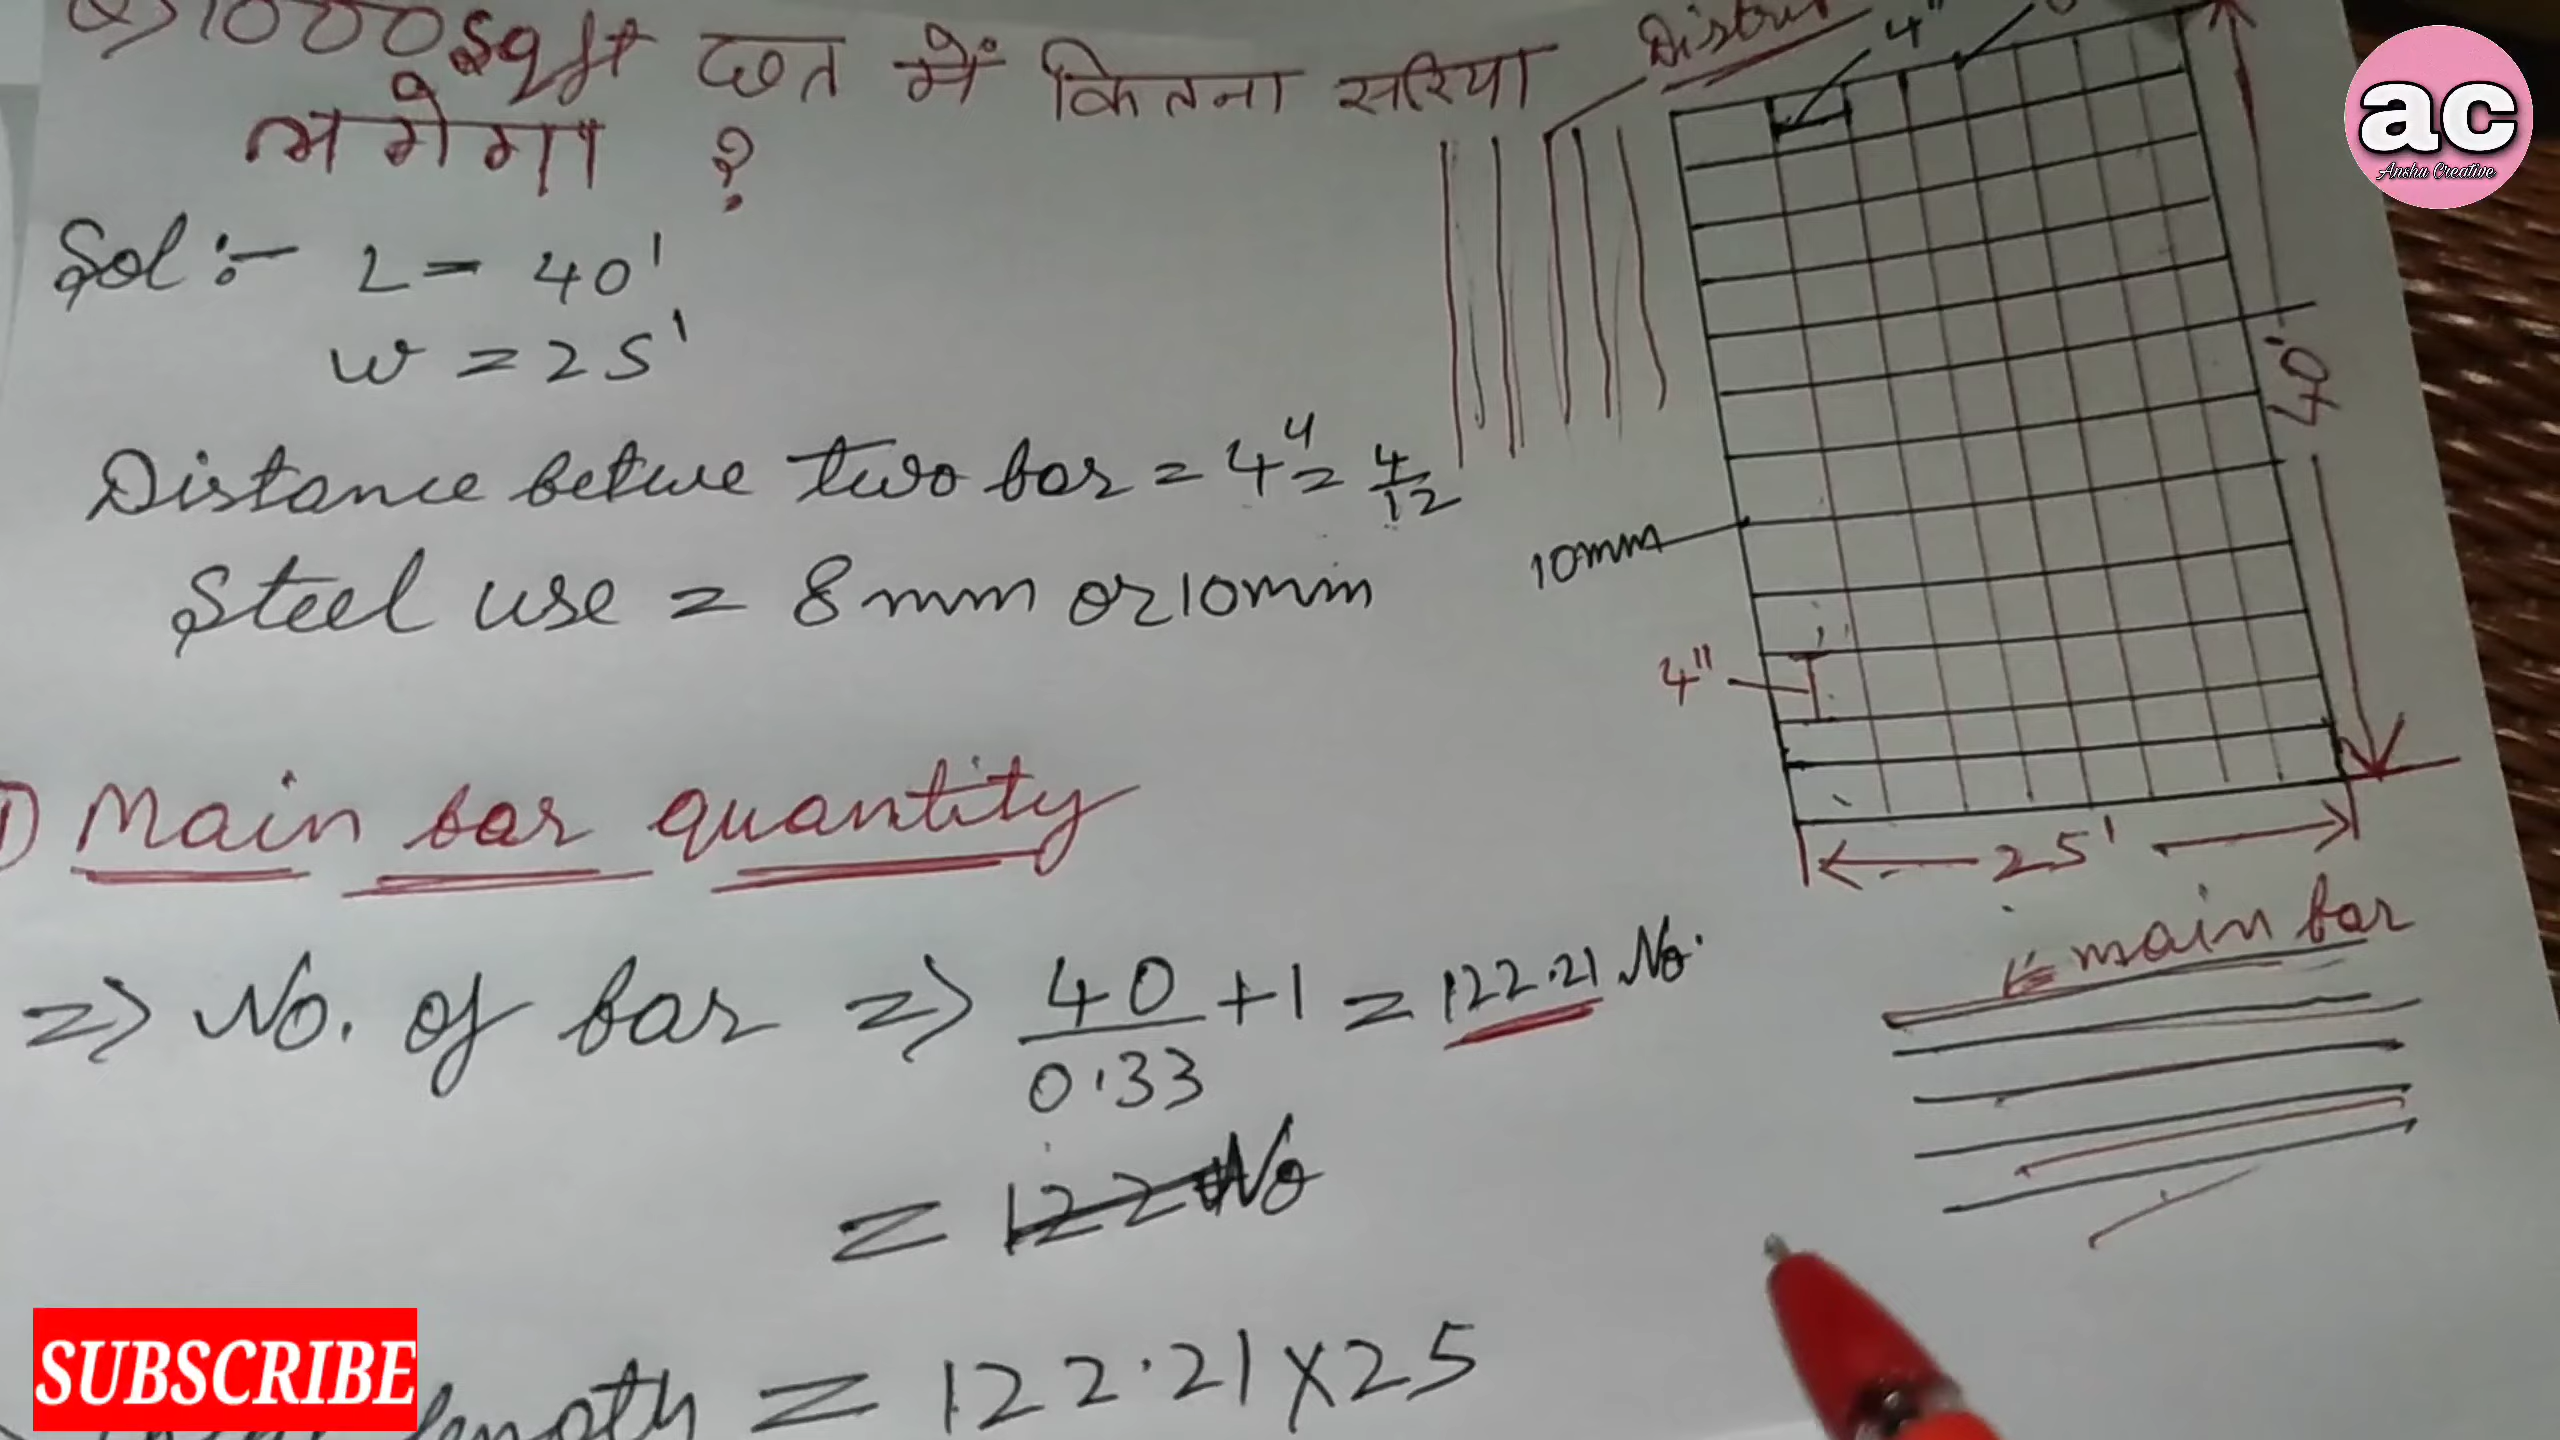 Q) 1000 Sqft छत में कितना सरिया
लगेगा ?
Sol :- L = 40'
W = 25'
Distance betwe two bar = 4" = 4/12
Steel use = 8mm or 10mm
1) Main bar quantity
=> No. of bar => 40/0.33 + 1 = 122.21 No.
= 122 No
length = 122.21 x 25
4"
10mm
4"
40'
25'
main bar
ac
Anshu Creative
SUBSCRIBE